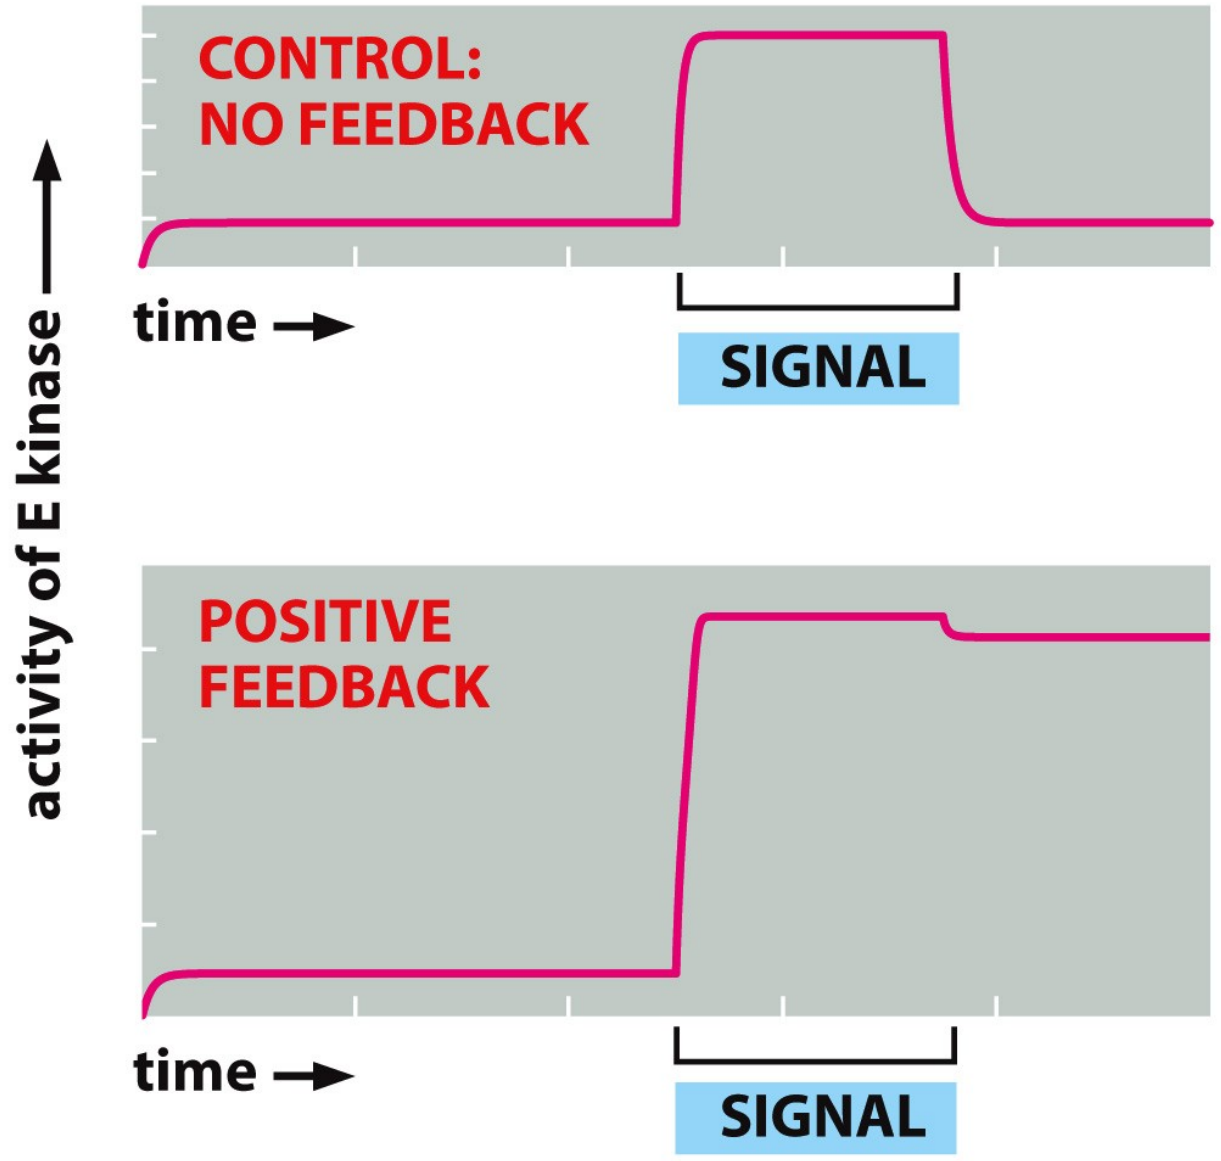 activity of E kinase
CONTROL:
NO FEEDBACK
time
SIGNAL
POSITIVE
FEEDBACK
time
SIGNAL